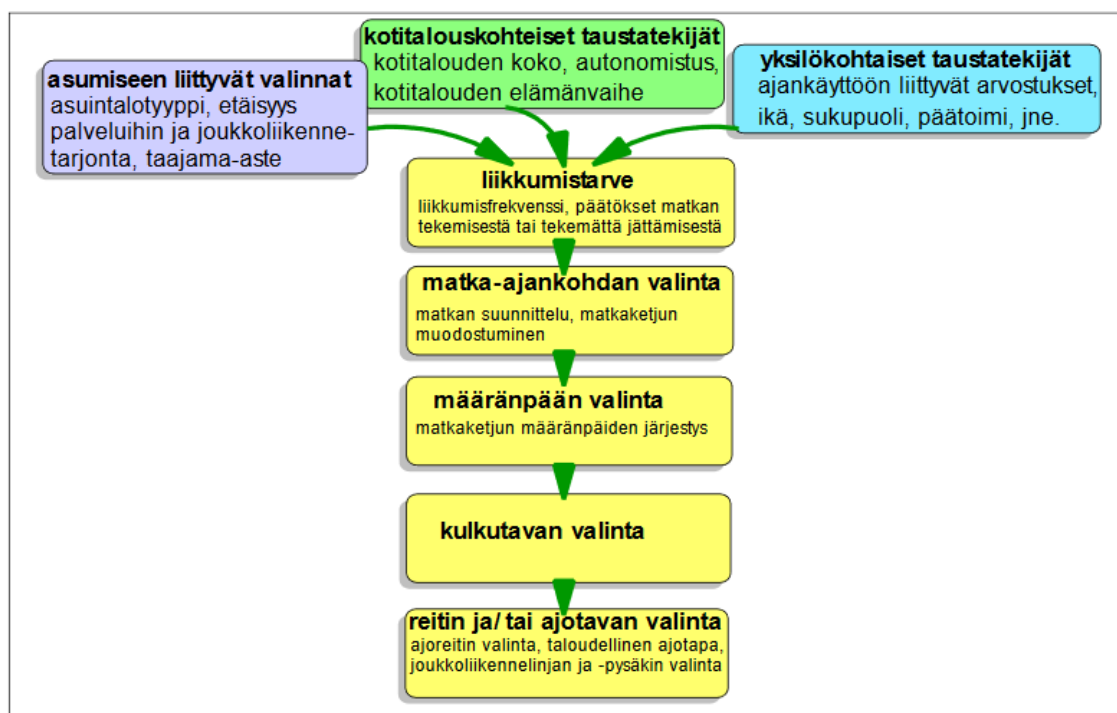 asumiseen liittyvät valinnat
asuintalotyyppi, etäisyys
palveluihin ja joukkoliikenne-
tarjonta, taajama-aste
kotitalouskohteiset taustatekijät
kotitalouden koko, autonomistus,
kotitalouden elämänvaihe
yksilökohtaiset taustatekijät
ajankäyttöön liittyvät arvostukset,
ikä, sukupuoli, päätoimi, jne.
liikkumistarve
liikkumisfrekvenssi, päätökset matkan
tekemisestä tai tekemättä jättämisestä
matka-ajankohdan valinta
matkan suunnittelu, matkaketjun
muodostuminen
määränpään valinta
matkaketjun määränpäiden järjestys
kulkutavan valinta
reitin ja/ tai ajotavan valinta
ajoreitin valinta, taloudellinen ajotapa,
joukkoliikennelinjan ja -pysäkin valinta